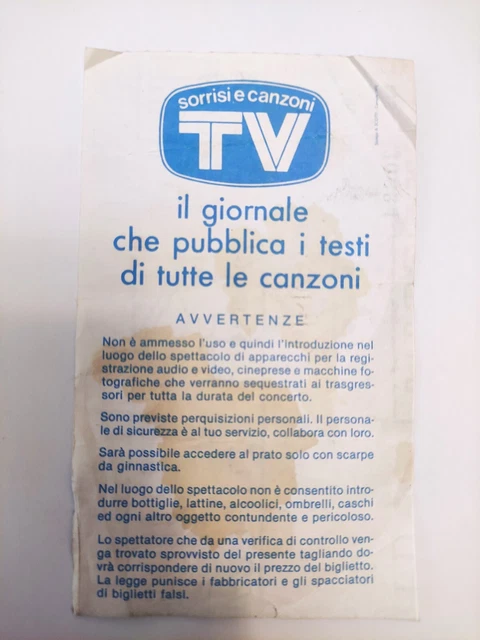 sorrisi e canzoni
TV
il giornale
che pubblica i testi
di tutte le canzoni
AVVERTENZE
Non è ammesso l'uso e quindi l'introduzione nel
luogo dello spettacolo di apparecchi per la regi-
strazione audio e video, cineprese e macchine fo-
tografiche che verranno sequestrati ai trasgres-
sori per tutta la durata del concerto.
Sono previste perquisizioni personali. Il persona-
le di sicurezza è al tuo servizio, collabora con loro.
Sarà possibile accedere al prato solo con scarpe
da ginnastica.
Nel luogo dello spettacolo non è consentito intro-
durre bottiglie, lattine, alcoolici, ombrelli, caschi
ed ogni altro oggetto contundente e pericoloso.
Lo spettatore che da una verifica di controllo ven-
ga trovato sprovvisto del presente tagliando do-
vrà corrispondere di nuovo il prezzo del biglietto.
La legge punisce i fabbricatori e gli spacciatori
di biglietti falsi.